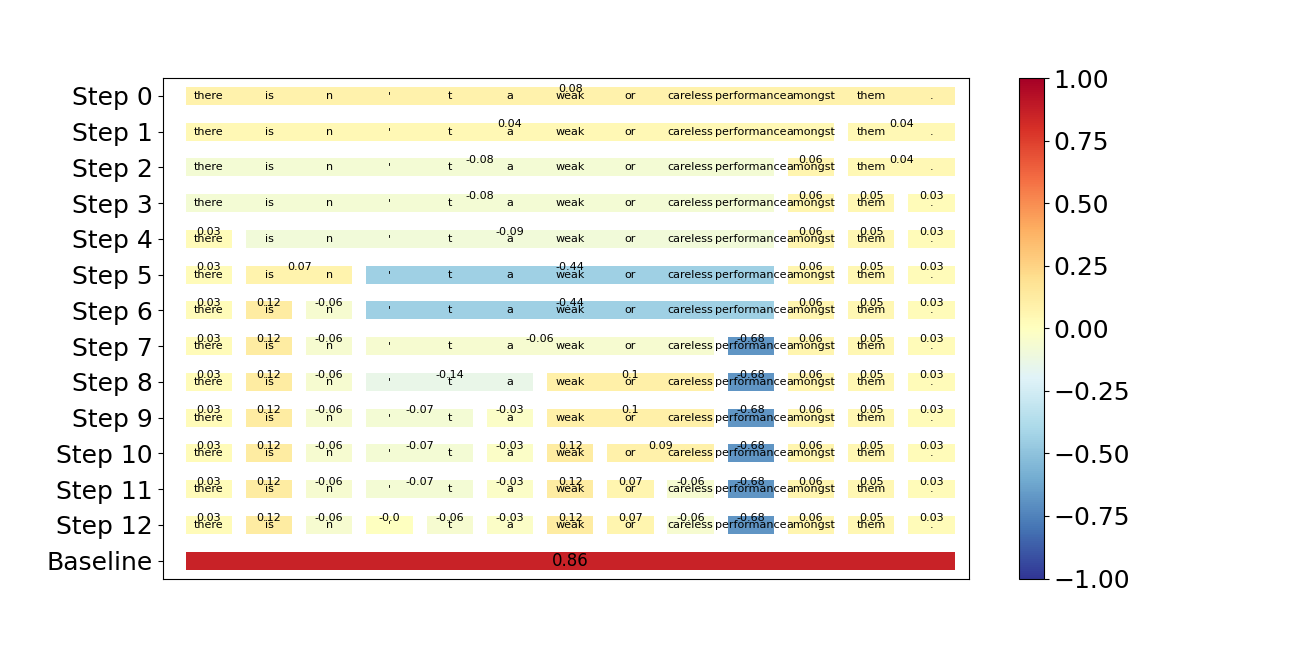 0.08
Step 0 there is n ' t a weak or careless performance amongst them .
0.04 0.04
Step 1 there is n ' t a weak or careless performance amongst them .
-0.08 0.06 0.04
Step 2 there is n ' t a weak or careless performance amongst them .
-0.08 0.06 0.05 0.03
Step 3 there is n ' t a weak or careless performance amongst them .
0.03 -0.09 0.06 0.05 0.03
Step 4 there is n ' t a weak or careless performance amongst them .
0.03 0.07 -0.44 0.06 0.05 0.03
Step 5 there is n ' t a weak or careless performance amongst them .
0.03 0.12 -0.06 -0.44 0.06 0.05 0.03
Step 6 there is n ' t a weak or careless performance amongst them .
0.03 0.12 -0.06 -0.06 -0.68 0.06 0.05 0.03
Step 7 there is n ' t a weak or careless performance amongst them .
0.03 0.12 -0.06 -0.14 0.1 -0.68 0.06 0.05 0.03
Step 8 there is n ' t a weak or careless performance amongst them .
0.03 0.12 -0.06 -0.07 -0.03 0.1 -0.68 0.06 0.05 0.03
Step 9 there is n ' t a weak or careless performance amongst them .
0.03 0.12 -0.06 -0.07 -0.03 0.12 0.09 -0.68 0.06 0.05 0.03
Step 10 there is n ' t a weak or careless performance amongst them .
0.03 0.12 -0.06 -0.07 -0.03 0.12 0.07 -0.06 -0.68 0.06 0.05 0.03
Step 11 there is n ' t a weak or careless performance amongst them .
0.03 0.12 -0.06 -0.0 -0.06 -0.03 0.12 0.07 -0.06 -0.68 0.06 0.05 0.03
Step 12 there is n ' t a weak or careless performance amongst them .
Baseline 0.86
1.00
0.75
0.50
0.25
0.00
−0.25
−0.50
−0.75
−1.00